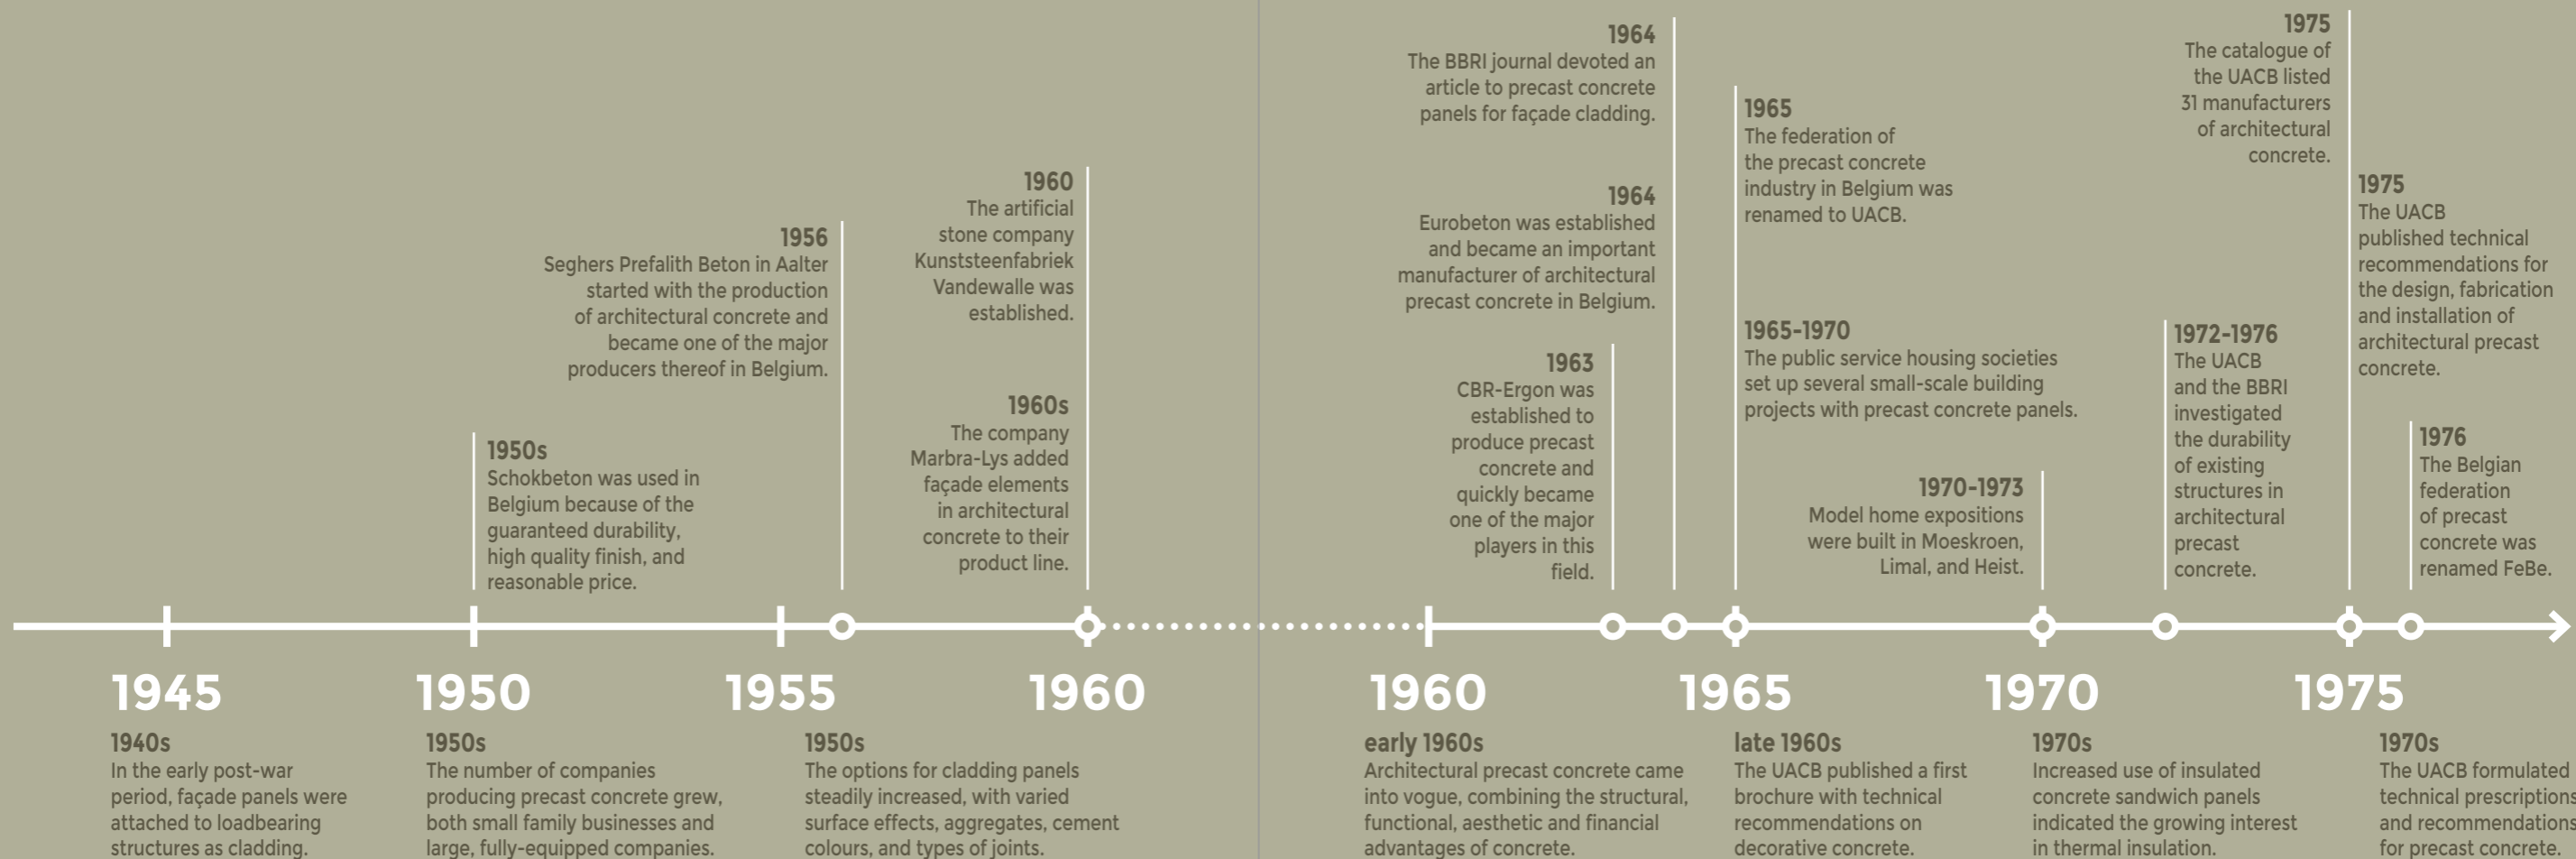 1950s
Schokbeton was used in
Belgium because of the
guaranteed durability,
high quality finish, and
reasonable price.
1956
Seghers Prefalith Beton in Aalter
started with the production
of architectural concrete and
became one of the major
producers thereof in Belgium.
1960
The artificial
stone company
Kunststeenfabriek
Vandewalle was
established.
1960s
The company
Marbra-Lys added
façade elements
in architectural
concrete to their
product line.
1964
The BBRI journal devoted an
article to precast concrete
panels for façade cladding.
1964
Eurobeton was established
and became an important
manufacturer of architectural
precast concrete in Belgium.
1963
CBR-Ergon was
established to
produce precast
concrete and
quickly became
one of the major
players in this
field.
1965
The federation of
the precast concrete
industry in Belgium was
renamed to UACB.
1965-1970
The public service housing societies
set up several small-scale building
projects with precast concrete panels.
1970-1973
Model home expositions
were built in Moeskroen,
Limal, and Heist.
1972-1976
The UACB
and the BBRI
investigated
the durability
of existing
structures in
architectural
precast
concrete.
1975
The catalogue of
the UACB listed
31 manufacturers
of architectural
concrete.
1975
The UACB
published technical
recommendations for
the design, fabrication
and installation of
architectural precast
concrete.
1976
The Belgian
federation
of precast
concrete was
renamed FeBe.
1945 1950 1955 1960 1960 1965 1970 1975
1940s
In the early post-war
period, façade panels were
attached to loadbearing
structures as cladding.
1950s
The number of companies
producing precast concrete grew,
both small family businesses and
large, fully-equipped companies.
1950s
The options for cladding panels
steadily increased, with varied
surface effects, aggregates, cement
colours, and types of joints.
early 1960s
Architectural precast concrete came
into vogue, combining the structural,
functional, aesthetic and financial
advantages of concrete.
late 1960s
The UACB published a first
brochure with technical
recommendations on
decorative concrete.
1970s
Increased use of insulated
concrete sandwich panels
indicated the growing interest
in thermal insulation.
1970s
The UACB formulated
technical prescriptions
and recommendations
for precast concrete.